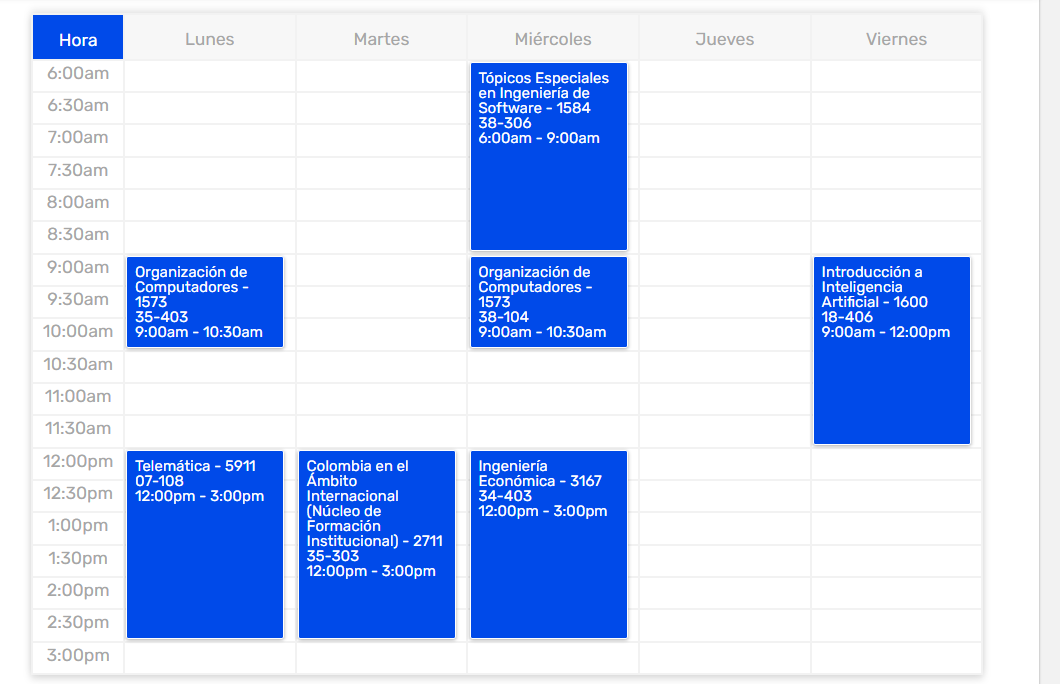 Hora Lunes Martes Miércoles Jueves Viernes
6:00am
6:30am
7:00am
7:30am
8:00am
8:30am
9:00am
9:30am
10:00am
10:30am
11:00am
11:30am
12:00pm
12:30pm
1:00pm
1:30pm
2:00pm
2:30pm
3:00pm
Organización de
Computadores -
1573
35-403
9:00am - 10:30am
Telemática - 5911
07-108
12:00pm - 3:00pm
Colombia en el
Ámbito
Internacional
(Núcleo de
Formación
Institucional) - 2711
35-303
12:00pm - 3:00pm
Tópicos Especiales
en Ingeniería de
Software - 1584
38-306
6:00am - 9:00am
Organización de
Computadores -
1573
38-104
9:00am - 10:30am
Ingeniería
Económica - 3167
34-403
12:00pm - 3:00pm
Introducción a
Inteligencia
Artificial - 1600
18-406
9:00am - 12:00pm